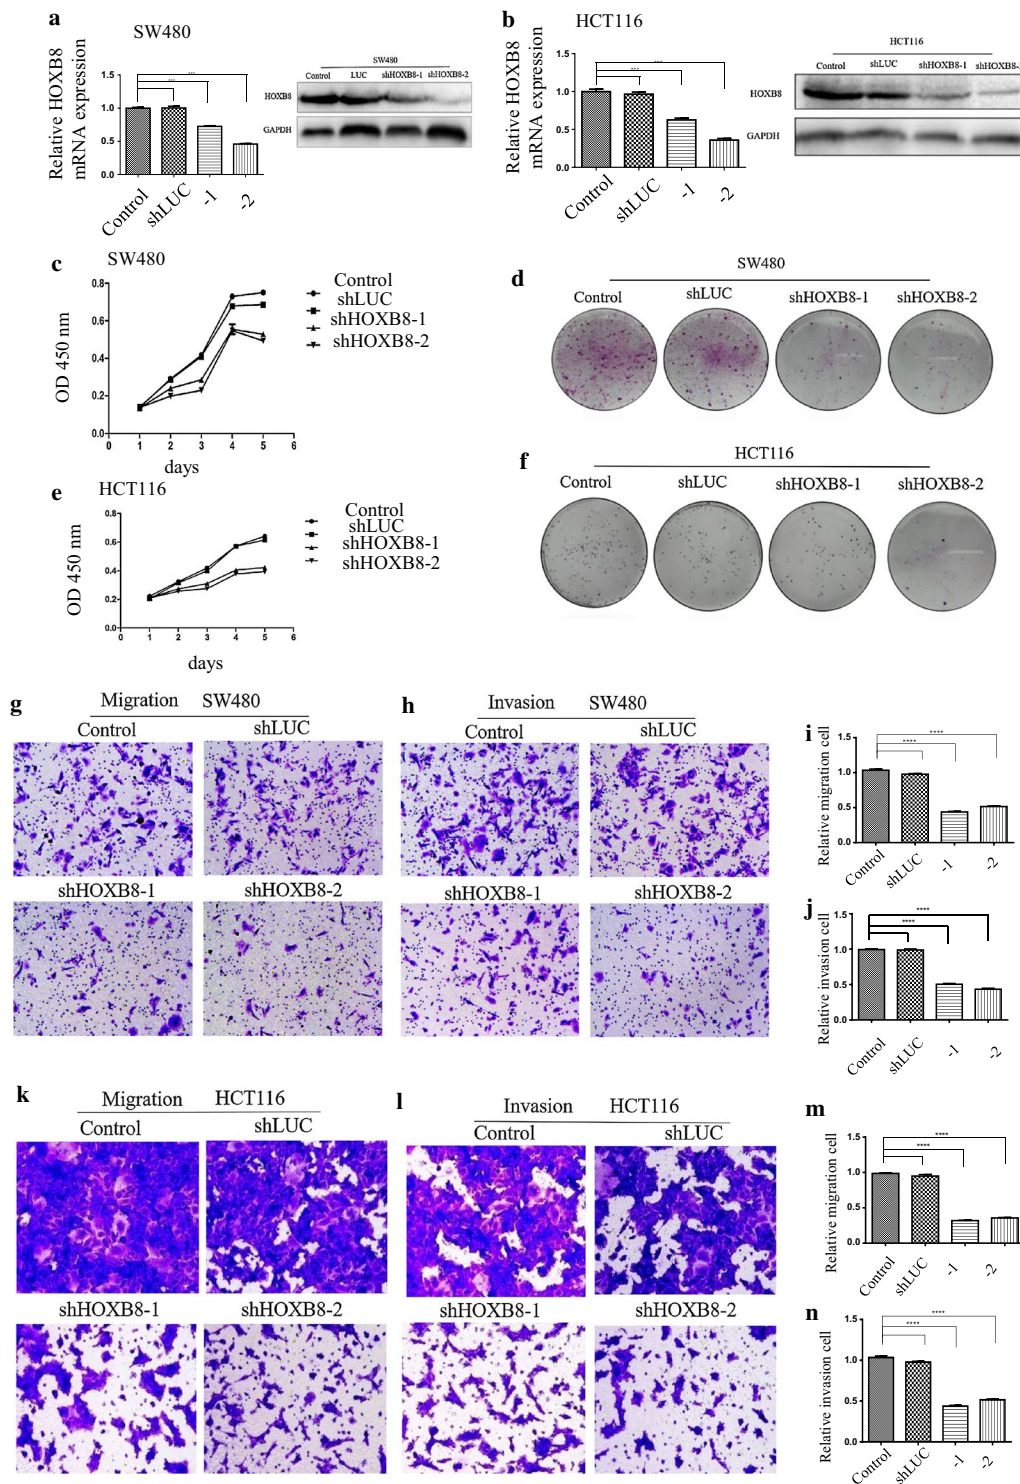 a
SW480
Relative HOXB8
mRNA expression
1.5
1.0
0.5
0.0
***
***
Control
shLUC
-1
-2
SW480
Control LUC shHOXB8-1 shHOXB8-2
HOXB8
GAPDH
b
HCT116
Relative HOXB8
mRNA expression
1.5
1.0
0.5
0.0
***
***
Control
shLUC
-1
-2
HCT116
Control shLUC shHOXB8-1 shHOXB8-
HOXB8
GAPDH
c
SW480
OD 450 nm
0.8
0.6
0.4
0.2
0.0
0 1 2 3 4 5 6
days
Control
shLUC
shHOXB8-1
shHOXB8-2
d
SW480
Control shLUC shHOXB8-1 shHOXB8-2
e
HCT116
OD 450 nm
0.8
0.6
0.4
0.2
0.0
0 1 2 3 4 5 6
days
Control
shLUC
shHOXB8-1
shHOXB8-2
f
HCT116
Control shLUC shHOXB8-1 shHOXB8-2
g
Migration SW480
Control shLUC
shHOXB8-1 shHOXB8-2
h
Invasion SW480
Control shLUC
shHOXB8-1 shHOXB8-2
i
Relative migration cell
1.5
1.0
0.5
0.0
****
****
Control
shLUC
-1
-2
j
Relative invasion cell
1.5
1.0
0.5
0.0
****
****
Control
shLUC
-1
-2
k
Migration HCT116
Control shLUC
shHOXB8-1 shHOXB8-2
l
Invasion HCT116
Control shLUC
shHOXB8-1 shHOXB8-2
m
Relative migration cell
1.5
1.0
0.5
0.0
****
****
Control
shLUC
-1
-2
n
Relative invasion cell
1.5
1.0
0.5
0.0
****
****
Control
shLUC
-1
-2